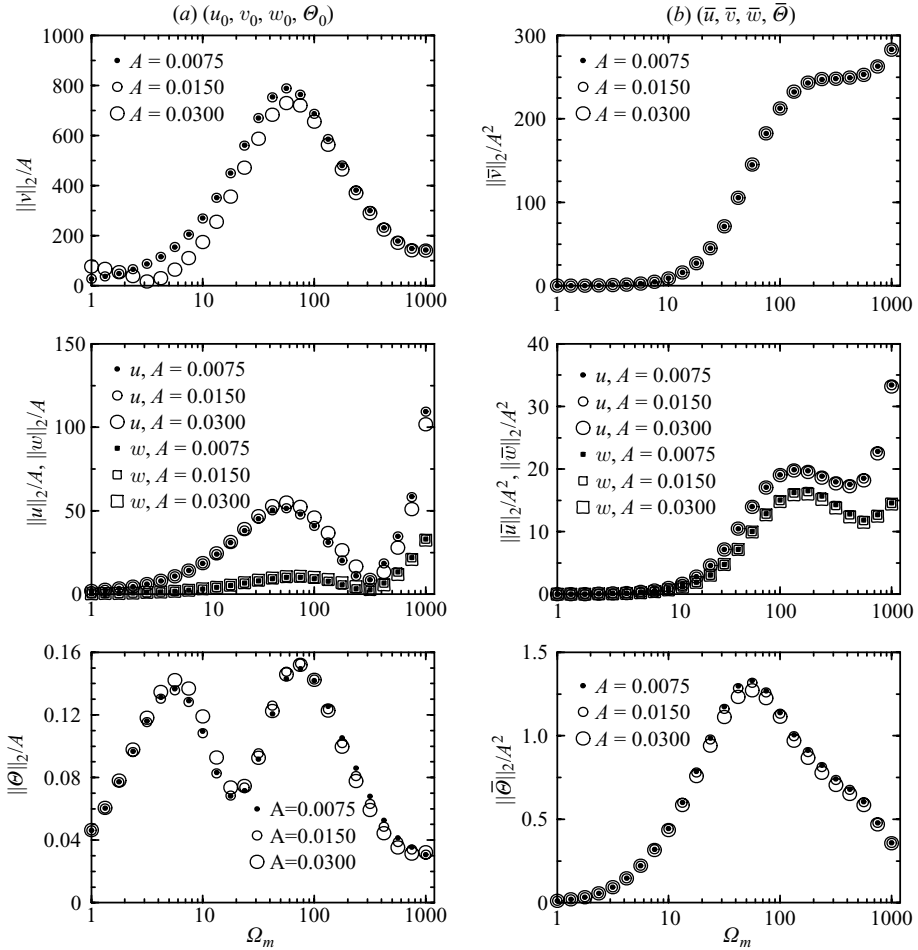 (a) (u₀, v₀, w₀, Θ₀)
1000
800
600
400
200
0
||v||₂/A
A = 0.0075
A = 0.0150
A = 0.0300
1 10 100 1000
(b) (ū, v̄, w̄, Θ̄)
300
200
100
0
||v̄||₂/A²
A = 0.0075
A = 0.0150
A = 0.0300
1 10 100 1000
150
100
50
0
||u||₂/A, ||w||₂/A
u, A = 0.0075
u, A = 0.0150
u, A = 0.0300
w, A = 0.0075
w, A = 0.0150
w, A = 0.0300
1 10 100 1000
40
30
20
10
0
||ū||₂/A², ||w̄||₂/A²
u, A = 0.0075
u, A = 0.0150
u, A = 0.0300
w, A = 0.0075
w, A = 0.0150
w, A = 0.0300
1 10 100 1000
0.16
0.12
0.08
0.04
0
||Θ||₂/A
A=0.0075
A=0.0150
A=0.0300
1 10 100 1000
Ωₘ
1.5
1.0
0.5
0
||Θ̄||₂/A²
A = 0.0075
A = 0.0150
A = 0.0300
1 10 100 1000
Ωₘ